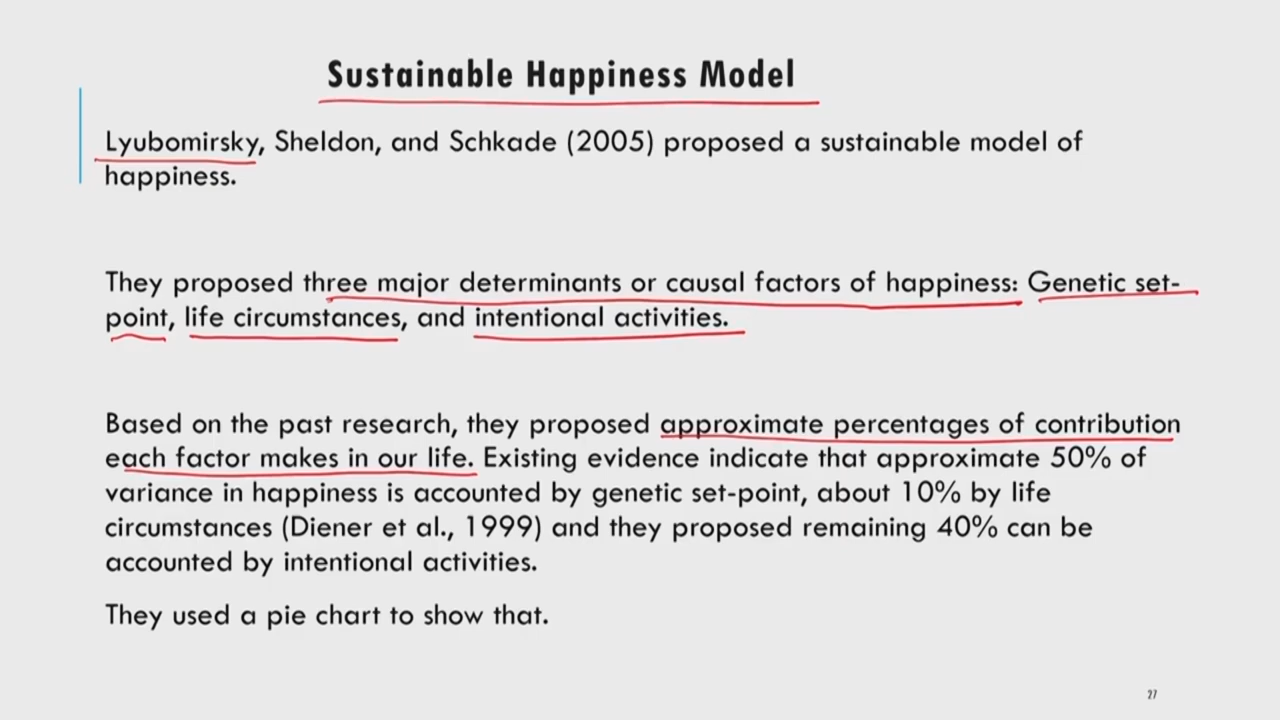 Sustainable Happiness Model
Lyubomirsky, Sheldon, and Schkade (2005) proposed a sustainable model of
happiness.
They proposed three major determinants or causal factors of happiness: Genetic set-
point, life circumstances, and intentional activities.
Based on the past research, they proposed approximate percentages of contribution
each factor makes in our life. Existing evidence indicate that approximate 50% of
variance in happiness is accounted by genetic set-point, about 10% by life
circumstances (Diener et al., 1999) and they proposed remaining 40% can be
accounted by intentional activities.
They used a pie chart to show that.
27